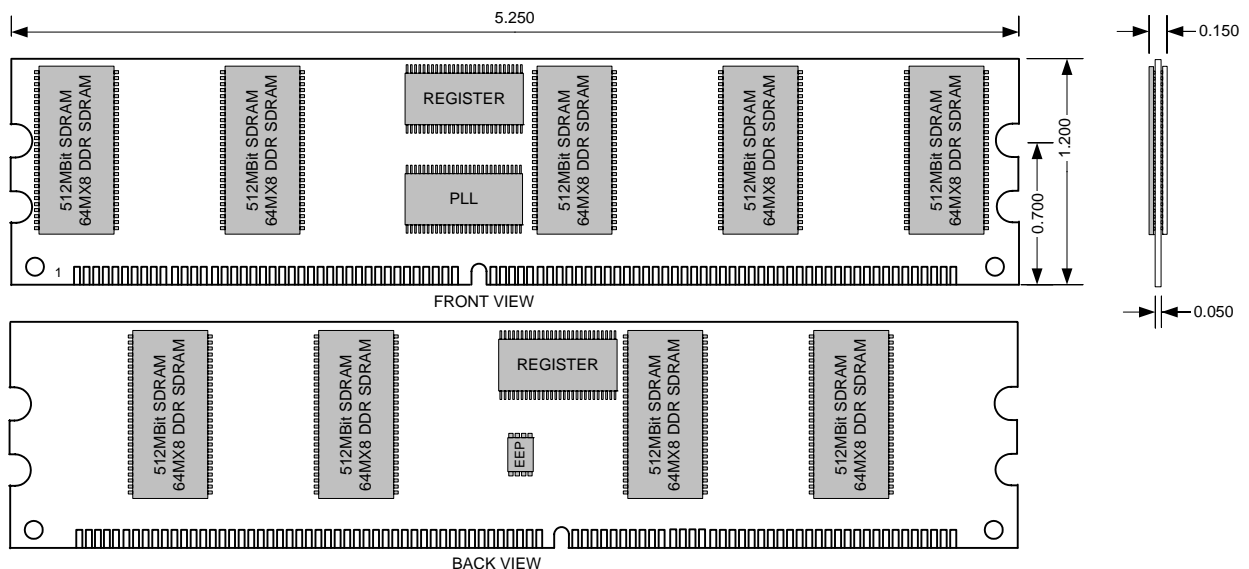 5.250
0.150
512MBit SDRAM
64MX8 DDR SDRAM
512MBit SDRAM
64MX8 DDR SDRAM
REGISTER
PLL
512MBit SDRAM
64MX8 DDR SDRAM
512MBit SDRAM
64MX8 DDR SDRAM
512MBit SDRAM
64MX8 DDR SDRAM
0.700
1.200
1
FRONT VIEW
0.050
512MBit SDRAM
64MX8 DDR SDRAM
512MBit SDRAM
64MX8 DDR SDRAM
REGISTER
EEP
512MBit SDRAM
64MX8 DDR SDRAM
512MBit SDRAM
64MX8 DDR SDRAM
BACK VIEW